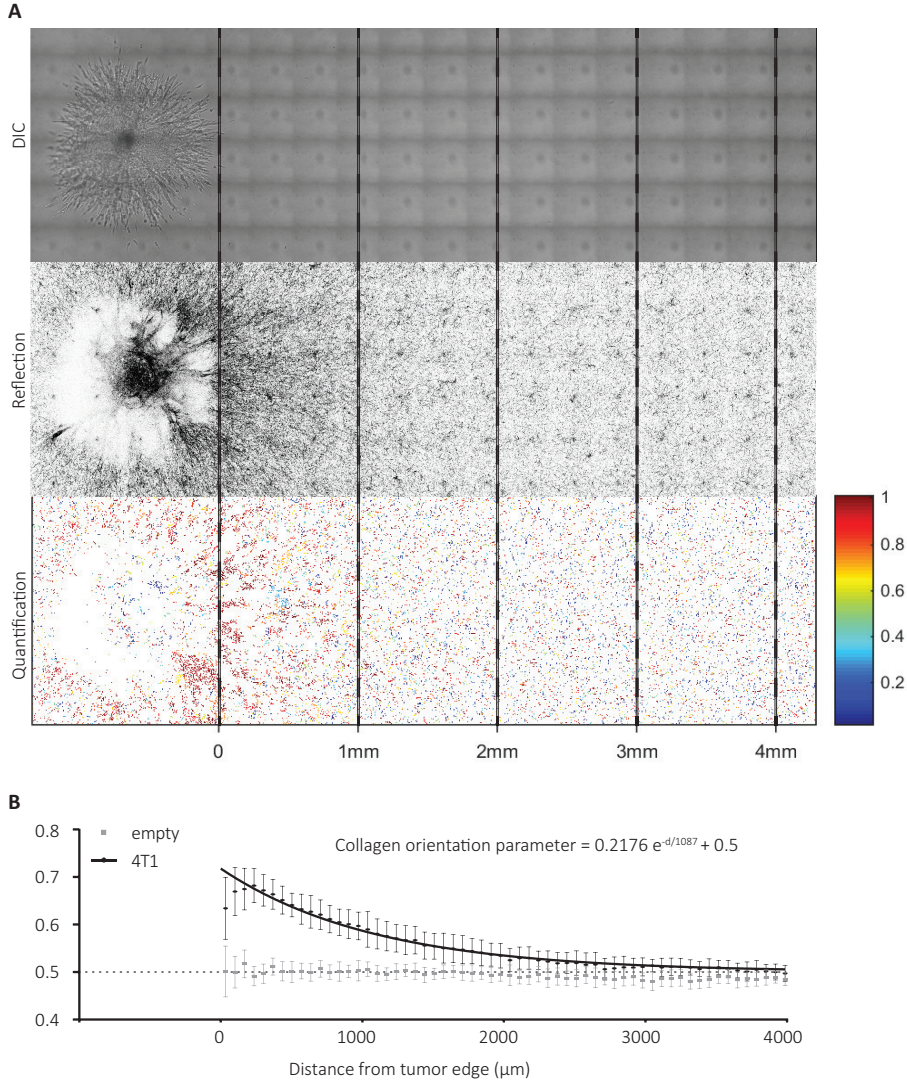 A
DIC
Reflection
Quantification
1
0.8
0.6
0.4
0.2
0
1mm
2mm
3mm
4mm
B
0.8
0.7
0.6
0.5
0.4
empty
4T1
Collagen orientation parameter = 0.2176 e-d/1087 + 0.5
0
1000
2000
3000
4000
Distance from tumor edge (μm)